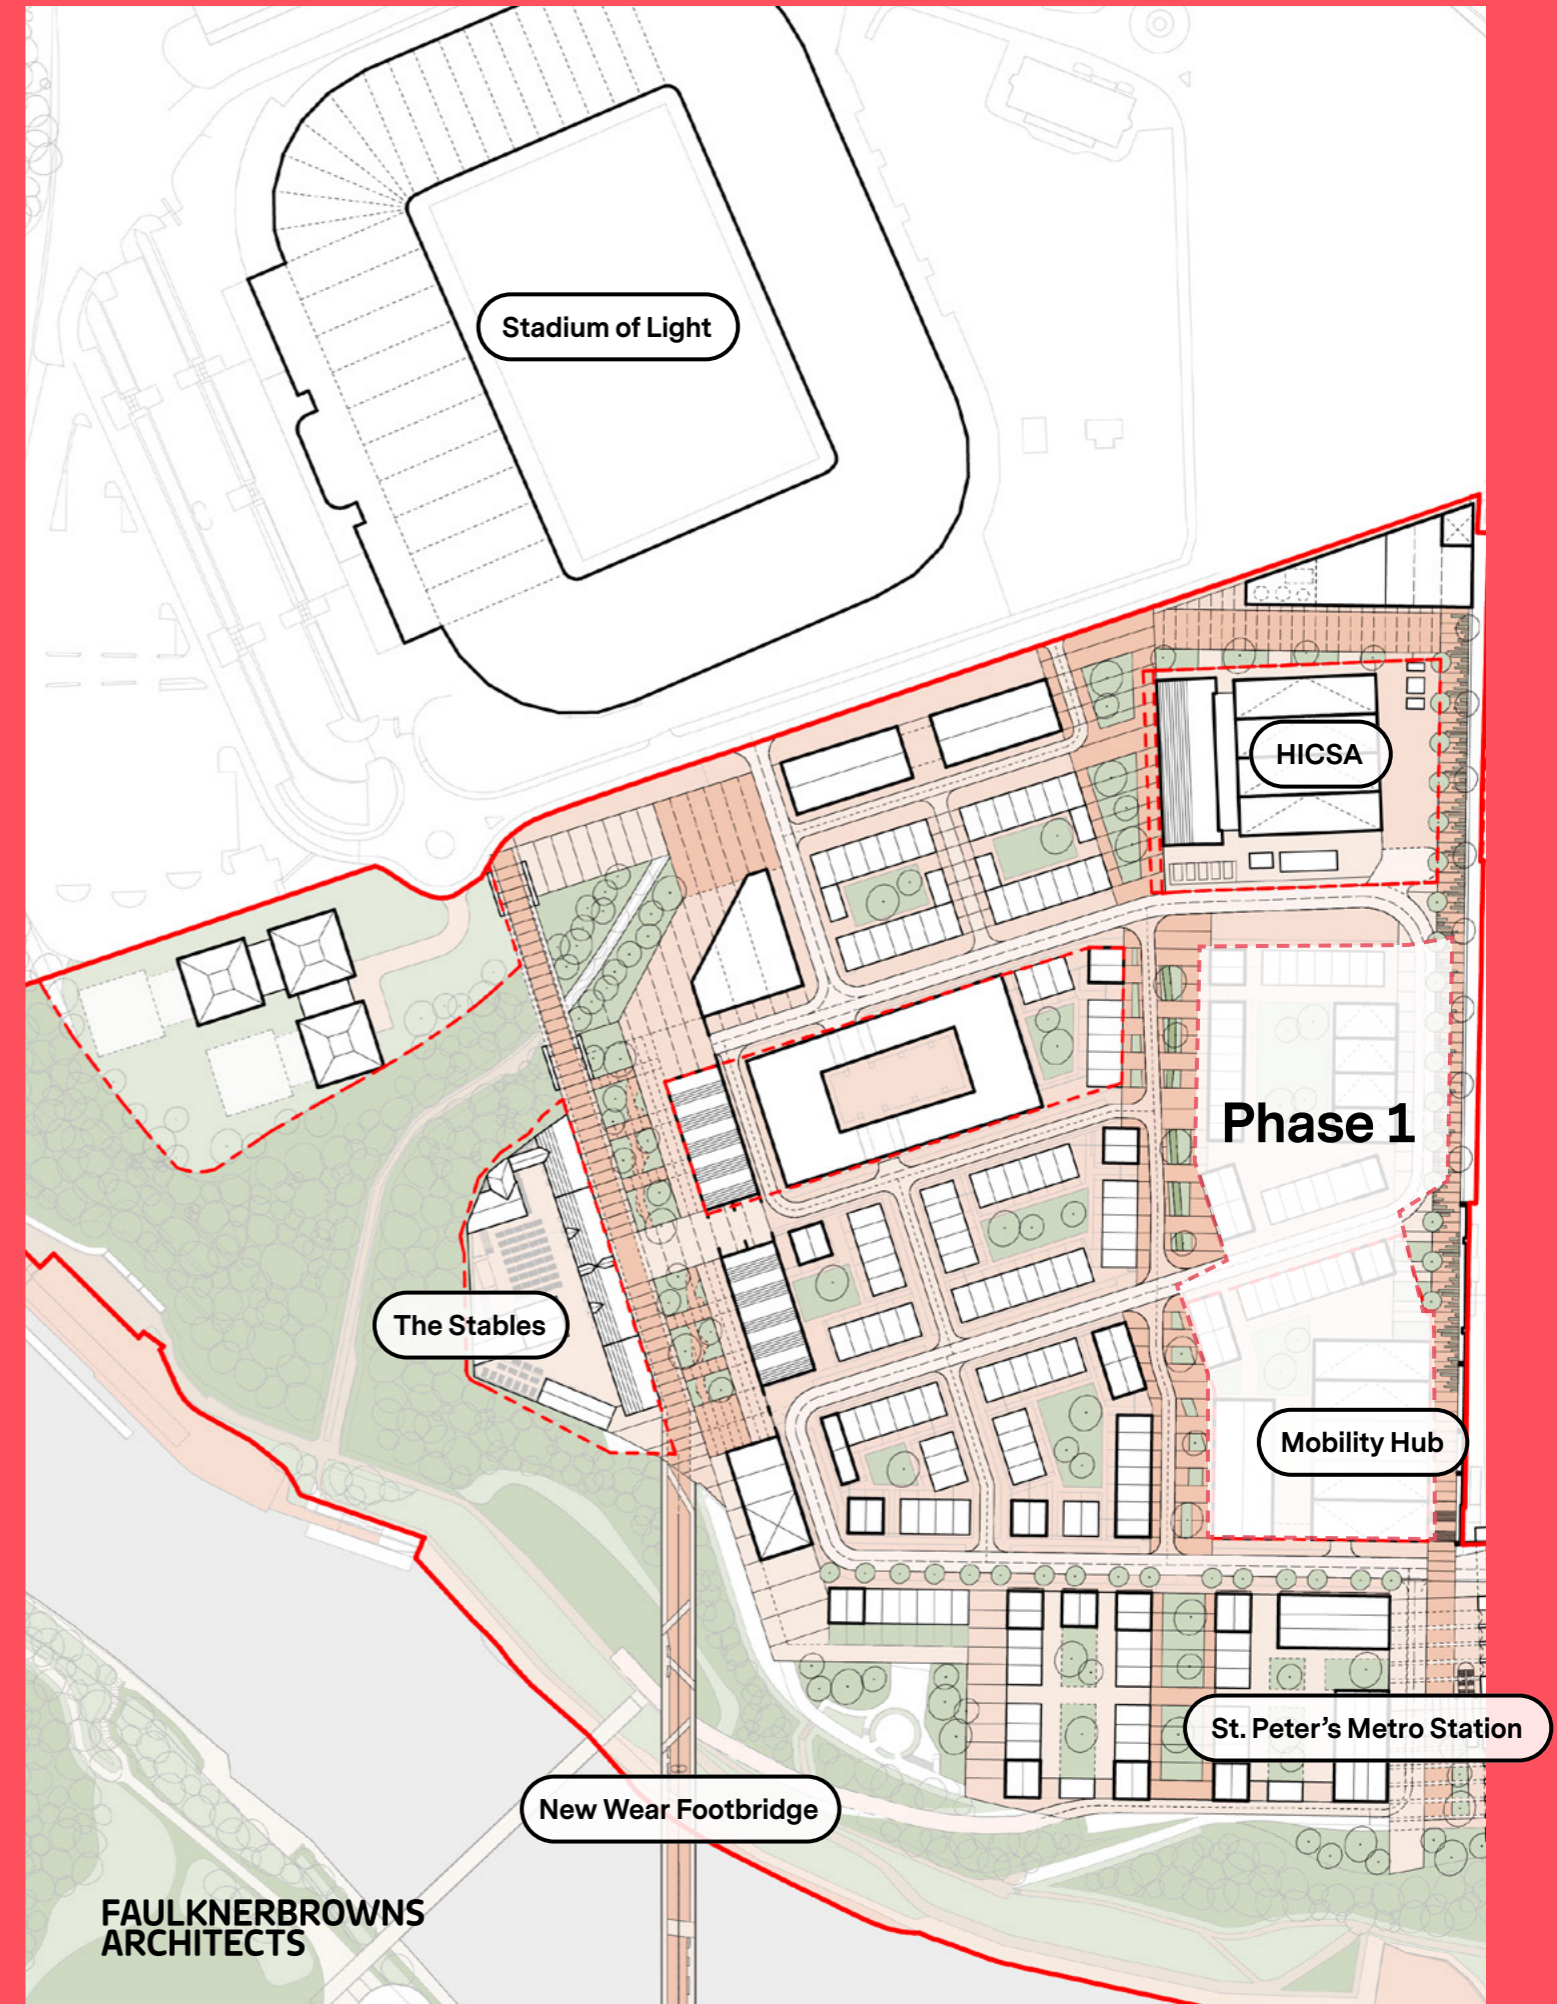 Stadium of Light
HICSA
Phase 1
The Stables
Mobility Hub
St. Peter’s Metro Station
New Wear Footbridge
FAULKNERBROWNS
ARCHITECTS